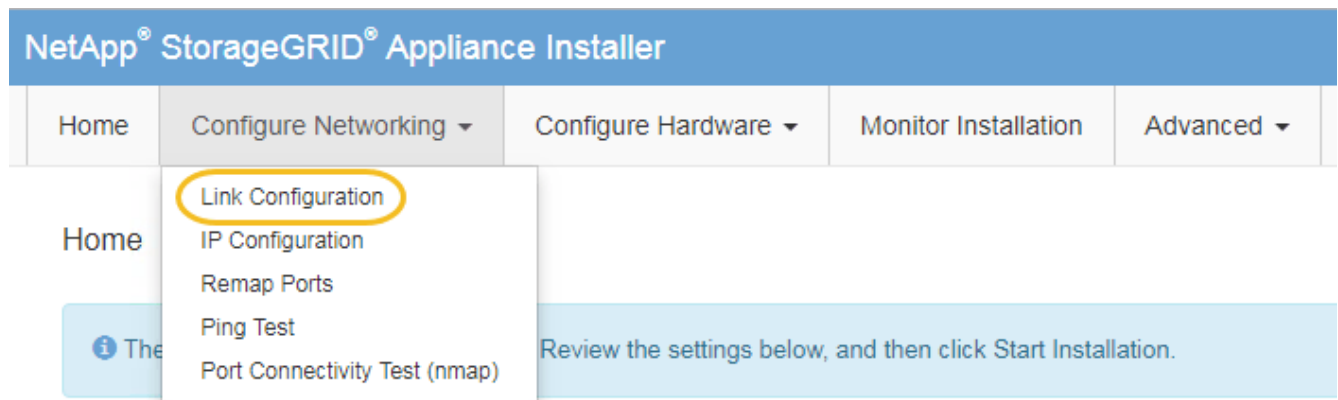 NetApp® StorageGRID® Appliance Installer
Home Configure Networking Configure Hardware Monitor Installation Advanced
Link Configuration
Home IP Configuration
Remap Ports
Ping Test
The Review the settings below, and then click Start Installation.
Port Connectivity Test (nmap)